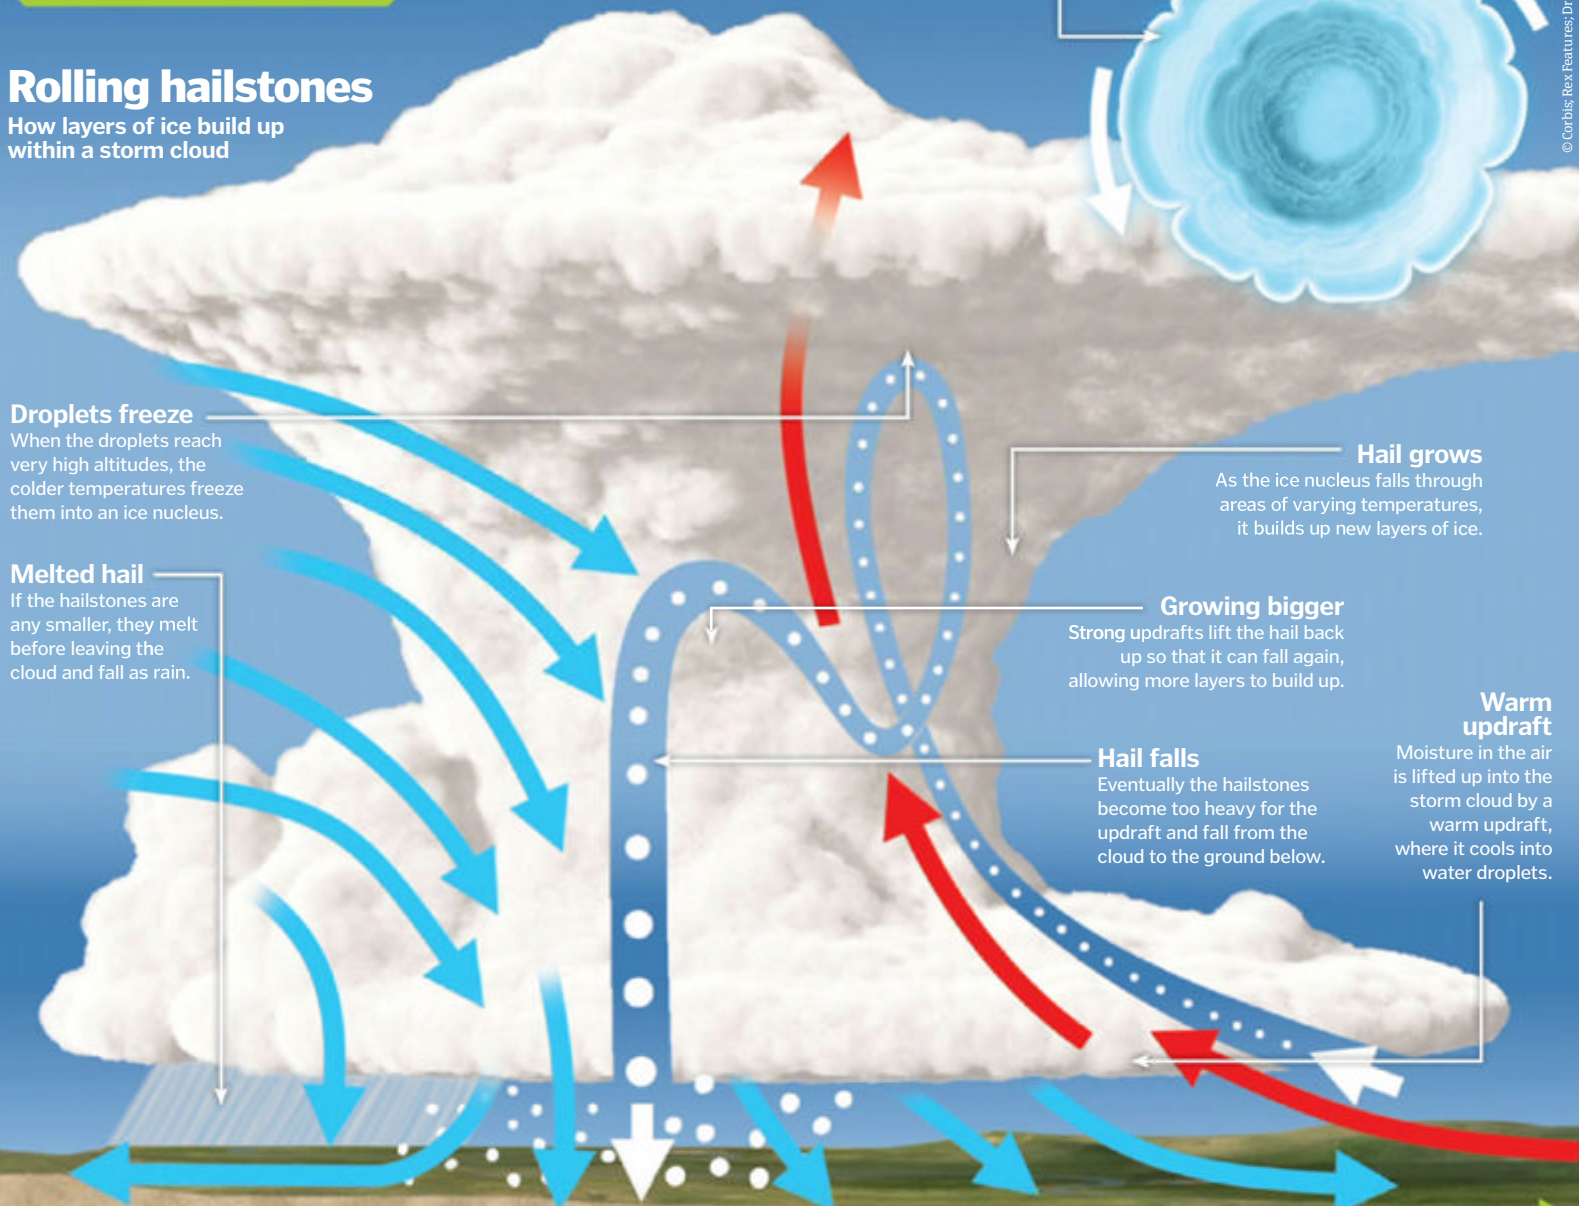 Rolling hailstones
How layers of ice build up
within a storm cloud
Droplets freeze
When the droplets reach
very high altitudes, the
colder temperatures freeze
them into an ice nucleus.
Melted hail
If the hailstones are
any smaller, they melt
before leaving the
cloud and fall as rain.
Hail grows
As the ice nucleus falls through
areas of varying temperatures,
it builds up new layers of ice.
Growing bigger
Strong updrafts lift the hail back
up so that it can fall again,
allowing more layers to build up.
Hail falls
Eventually the hailstones
become too heavy for the
updraft and fall from the
cloud to the ground below.
Warm
updraft
Moisture in the air
is lifted up into the
storm cloud by a
warm updraft,
where it cools into
water droplets.
© Corbis; Rex Features;